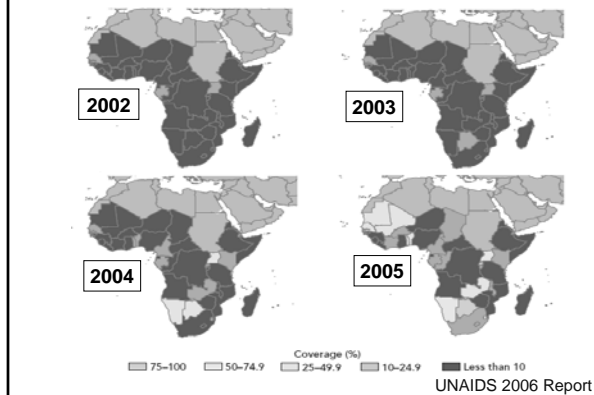 2002
2003
2004
2005
Coverage (%)
75–100 50–74.9 25–49.9 10–24.9 Less than 10
UNAIDS 2006 Report